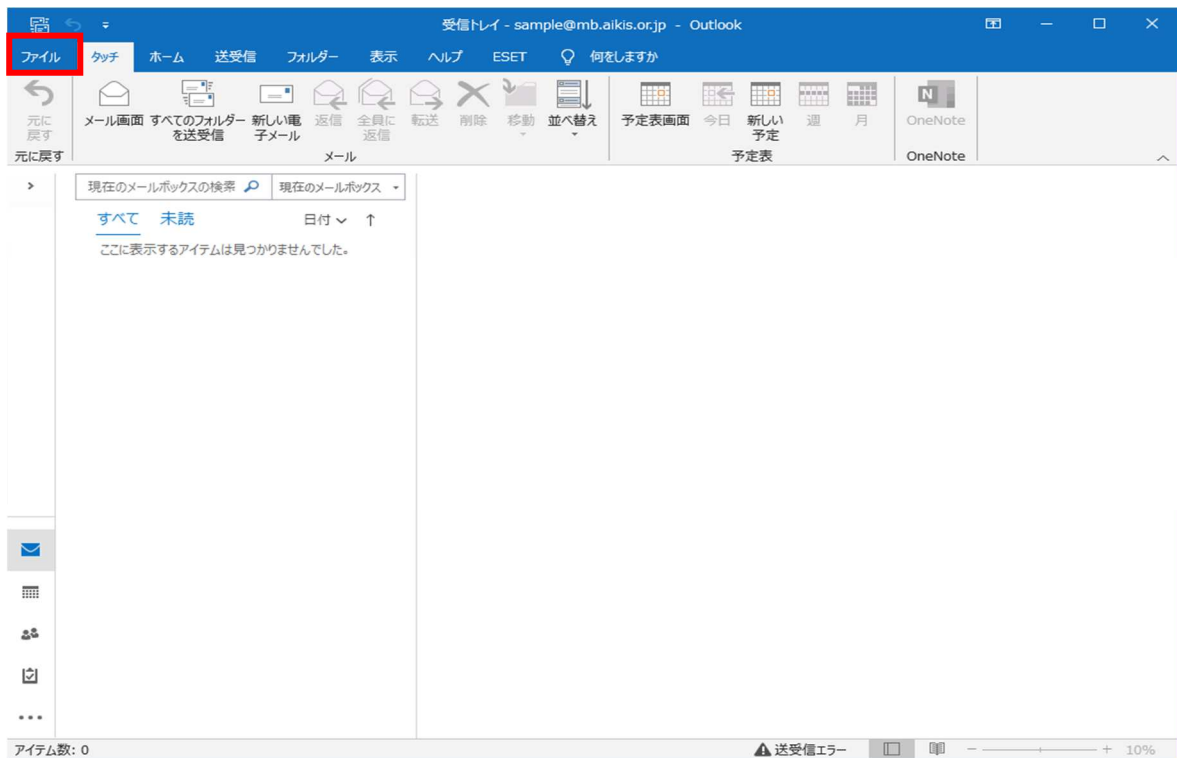 受信トレイ - sample@mb.aikis.or.jp - Outlook
ファイル タッチ ホーム 送受信 フォルダー 表示 ヘルプ ESET 何をしますか
元に
戻す
メール画面
すべてのフォルダー
を送受信
新しい電
子メール
返信
全員に
返信
転送
削除
移動
並べ替え
予定表画面
今日
新しい
予定
週
月
OneNote
元に戻す メール 予定表 OneNote
現在のメールボックスの検索 現在のメールボックス
すべて 未読 日付 ↑
ここに表示するアイテムは見つかりませんでした。
アイテム数: 0 送受信エラー 10%